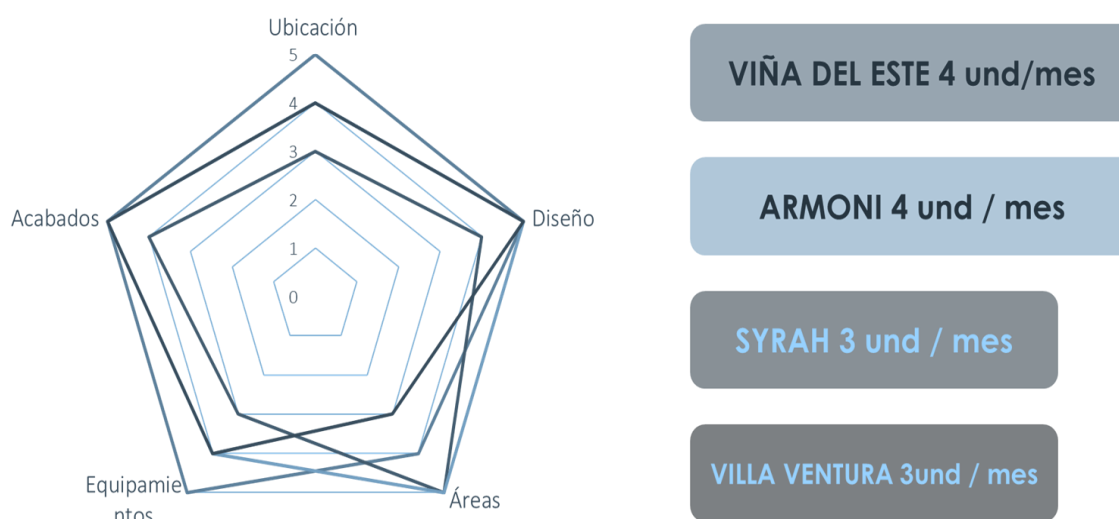 Ubicación
5
4
3
2
1
0
Acabados
Diseño
Equipamie
ntos
Áreas
VIÑA DEL ESTE 4 und/mes
ARMONI 4 und / mes
SYRAH 3 und / mes
VILLA VENTURA 3und / mes